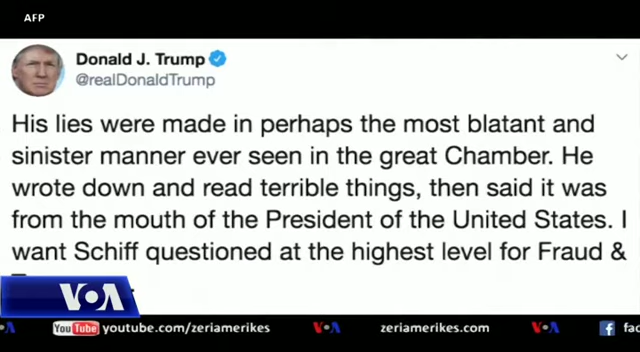 AFP
Donald J. Trump
@realDonaldTrump
His lies were made in perhaps the most blatant and
sinister manner ever seen in the great Chamber. He
wrote down and read terrible things, then said it was
from the mouth of the President of the United States. I
want Schiff questioned at the highest level for Fraud &
VOA
VOA YouTube youtube.com/zeriamerikes VOA zeriamerikes.com VOA f